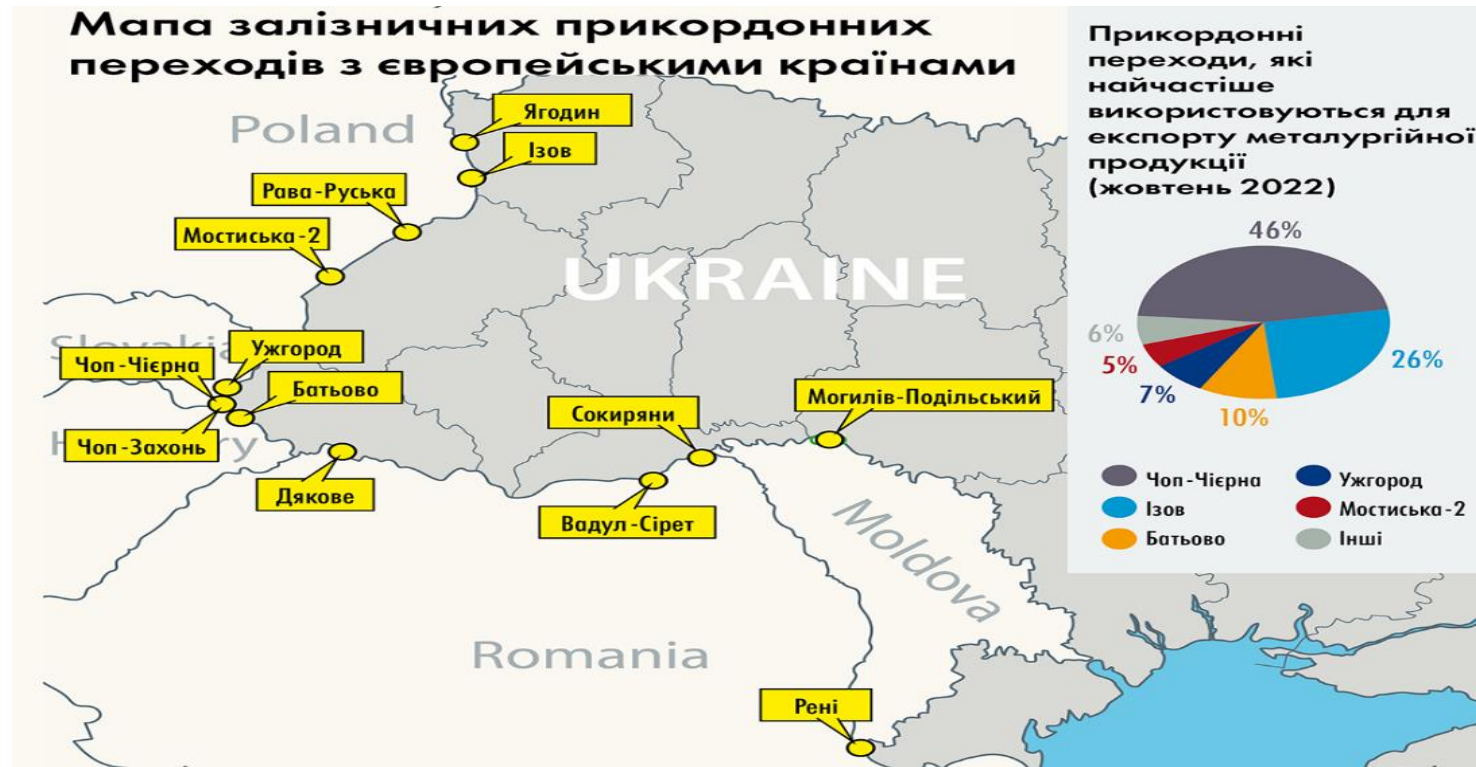 Мапа залізничних прикордонних
переходів з європейськими країнами
Poland
Ягодин
Ізов
Рава-Руська
Мостиська-2
UKRAINE
Slovakia
Ужгород
Чоп-Чієрна
Батьово
Чоп-Захонь
Дякове
Сокиряни
Могилів-Подільський
Вадул-Сірет
Moldova
Romania
Рені
Прикордонні
переходи, які
найчастіше
використовуються для
експорту металургійної
продукції
(жовтень 2022)
46%
6%
5%
26%
7%
10%
Чоп-Чієрна
Ужгород
Ізов
Мостиська-2
Батьово
Інші